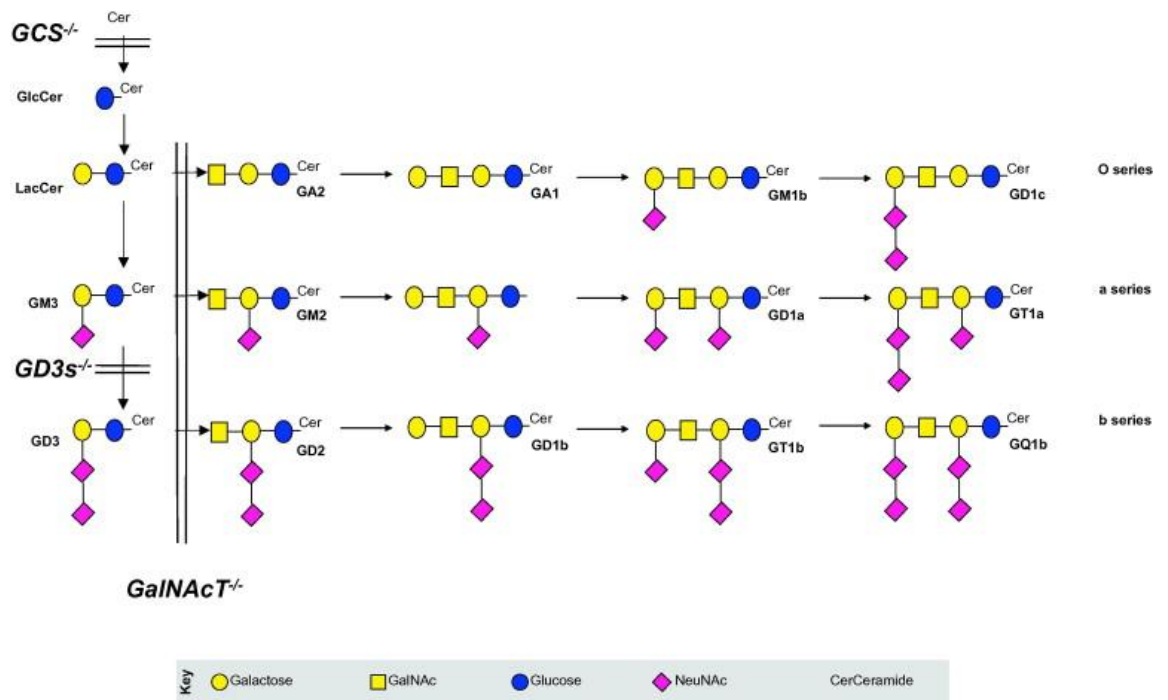 Cer
GCS-/-
Cer
GlcCer
Cer
LacCer
Cer
GA2
Cer
GA1
Cer
GM1b
Cer
GD1c
O series
Cer
GM3
Cer
GM2
Cer
GD1a
Cer
GT1a
a series
GD3s-/-
Cer
GD3
Cer
GD2
Cer
GD1b
Cer
GT1b
Cer
GQ1b
b series
GalNAcT-/-
Key
Galactose
GalNAc
Glucose
NeuNAc
CerCeramide